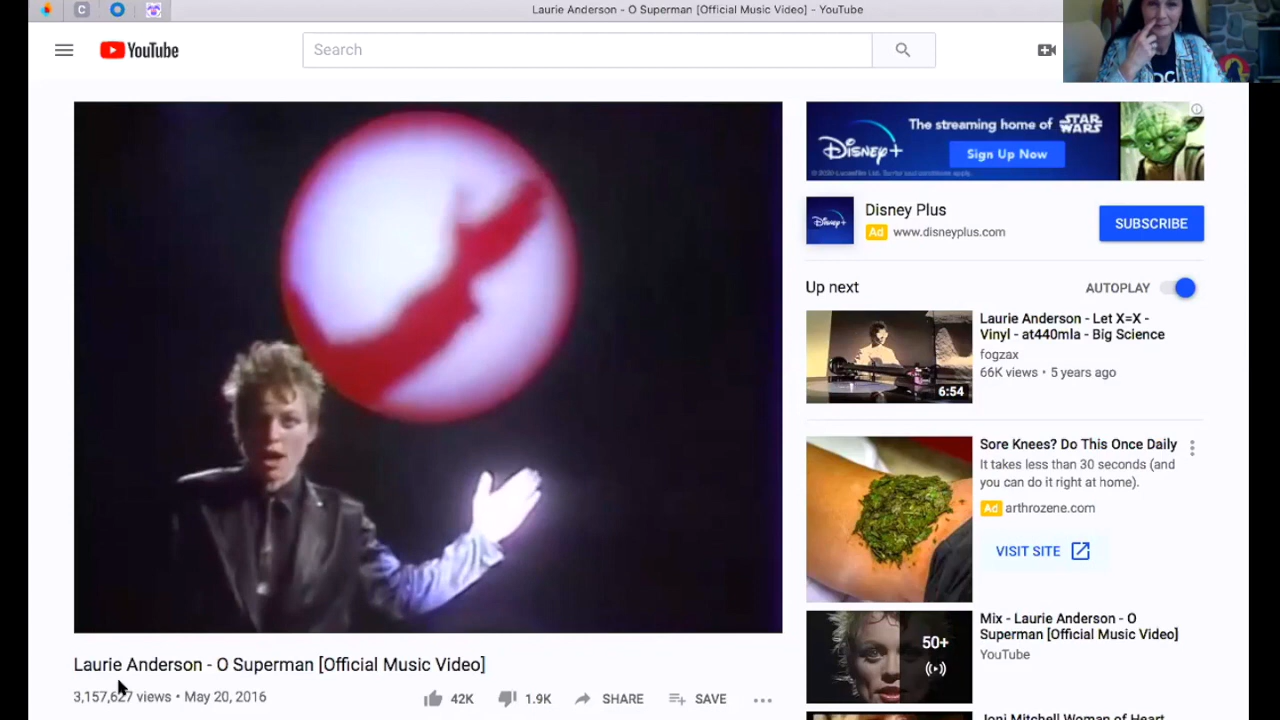 Laurie Anderson - O Superman [Official Music Video] - YouTube
C
YouTube
Search
The streaming home of STAR WARS
Disney+
Sign Up Now
Disney Plus
Ad www.disneyplus.com
SUBSCRIBE
Up next
AUTOPLAY
Laurie Anderson - Let X=X -
Vinyl - at440mla - Big Science
fogzax
66K views • 5 years ago
6:54
Sore Knees? Do This Once Daily
It takes less than 30 seconds (and
you can do it right at home).
Ad arthrozene.com
VISIT SITE
50+
Mix - Laurie Anderson - O
Superman [Official Music Video]
YouTube
Joni Mitchell Woman of Heart
Laurie Anderson - O Superman [Official Music Video]
3,157,627 views • May 20, 2016
42K
1.9K
SHARE
SAVE